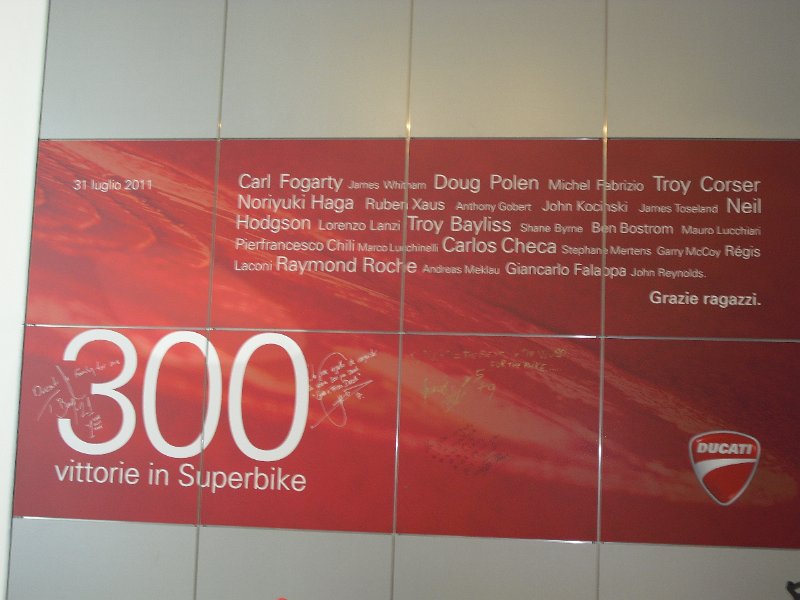 31 luglio 2011
Carl Fogarty James Whitham Doug Polen Michel Fabrizio Troy Corser
Noriyuki Haga Ruben Xaus Anthony Gobert John Kocinski James Toseland Neil
Hodgson Lorenzo Lanzi Troy Bayliss Shane Byrne Ben Bostrom Mauro Lucchiari
Pierfrancesco Chili Marco Lucchinelli Carlos Checa Stephane Mertens Garry McCoy Régis
Laconi Raymond Roche Andreas Meklau Giancarlo Falappa John Reynolds.
Grazie ragazzi.
300
vittorie in Superbike
DUCATI
FOR THE BIKE